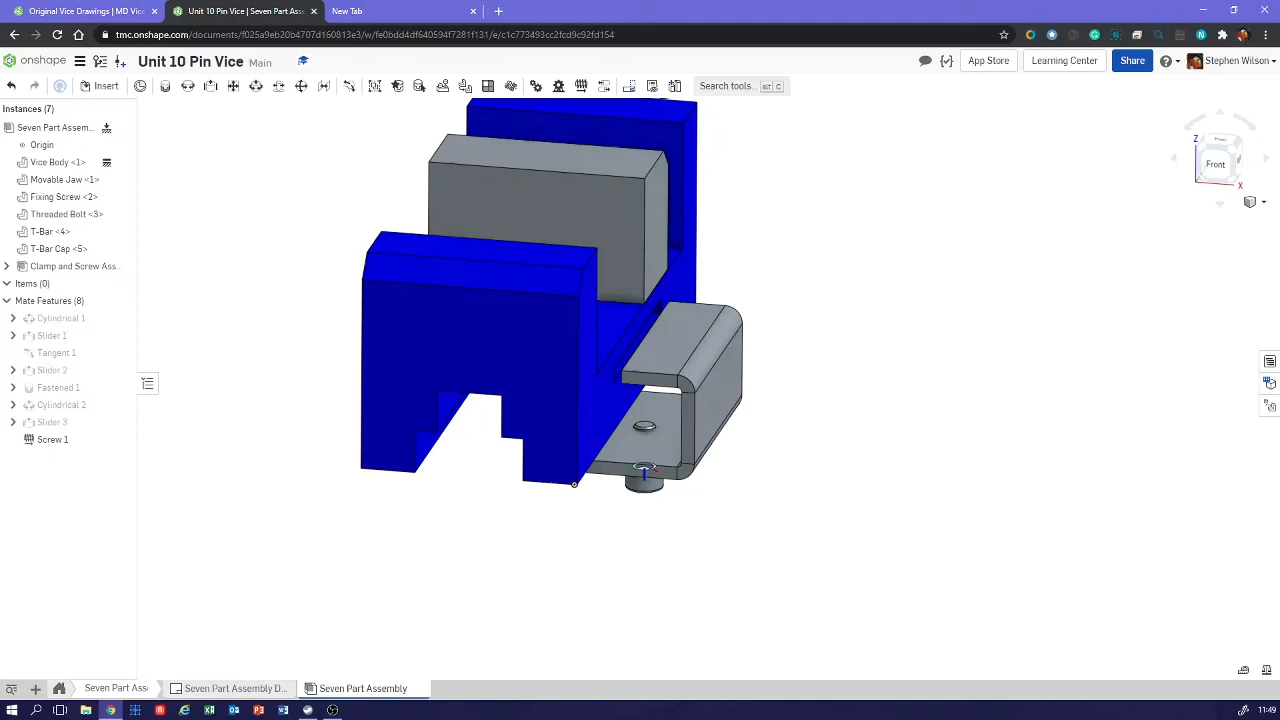 Original Vice Drawings | MD Vice
Unit 10 Pin Vice | Seven Part Ass
New Tab
tmc.onshape.com/documents/f025a9eb20b4707d160813e3/w/fe0bdd4df640594f7281f131/e/c1c773493cc2fcd9c92fd154
onshape
Unit 10 Pin Vice Main
App Store
Learning Center
Share
Stephen Wilson
Insert
Search tools... alt C
Instances (7)
Seven Part Assem...
Origin
Vice Body <1>
Movable Jaw <1>
Fixing Screw <2>
Threaded Bolt <3>
T-Bar <4>
T-Bar Cap <5>
Clamp and Screw Ass...
Items (0)
Mate Features (8)
Cylindrical 1
Slider 1
Tangent 1
Slider 2
Fastened 1
Cylindrical 2
Slider 3
Screw 1
Z
Front
X
Seven Part Asse
Seven Part Assembly D...
Seven Part Assembly
11:49